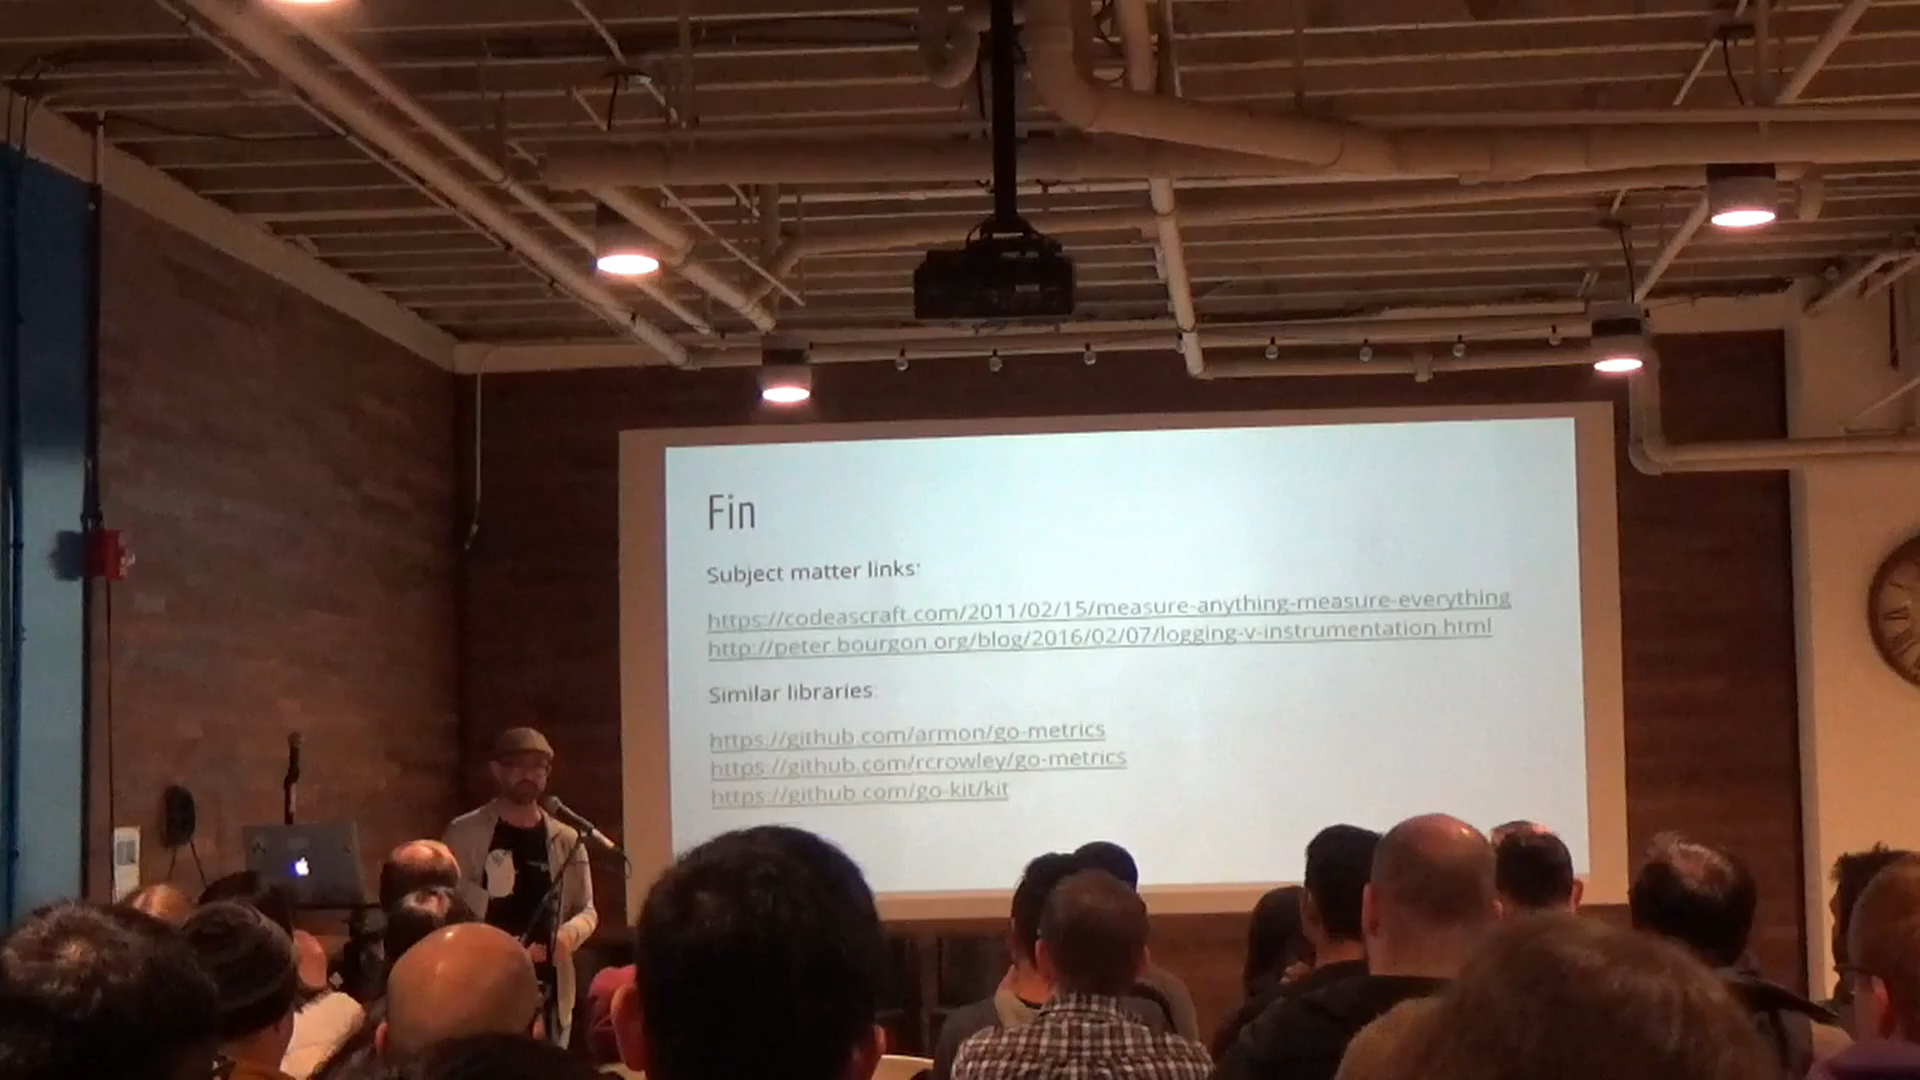 Fin
Subject matter links:
https://codeascraft.com/2011/02/15/measure-anything-measure-everything
http://peter.bourgon.org/blog/2016/02/07/logging-v-instrumentation.html
Similar libraries:
https://github.com/armon/go-metrics
https://github.com/rcrowley/go-metrics
https://github.com/go-kit/kit